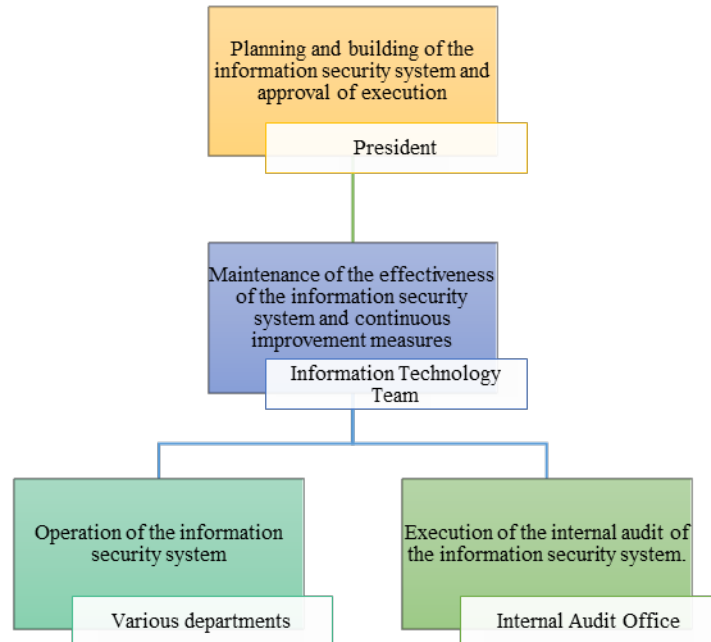 Planning and building of the
information security system and
approval of execution
President
Maintenance of the effectiveness
of the information security
system and continuous
improvement measures
Information Technology
Team
Operation of the information
security system
Various departments
Execution of the internal audit of
the information security system.
Internal Audit Office